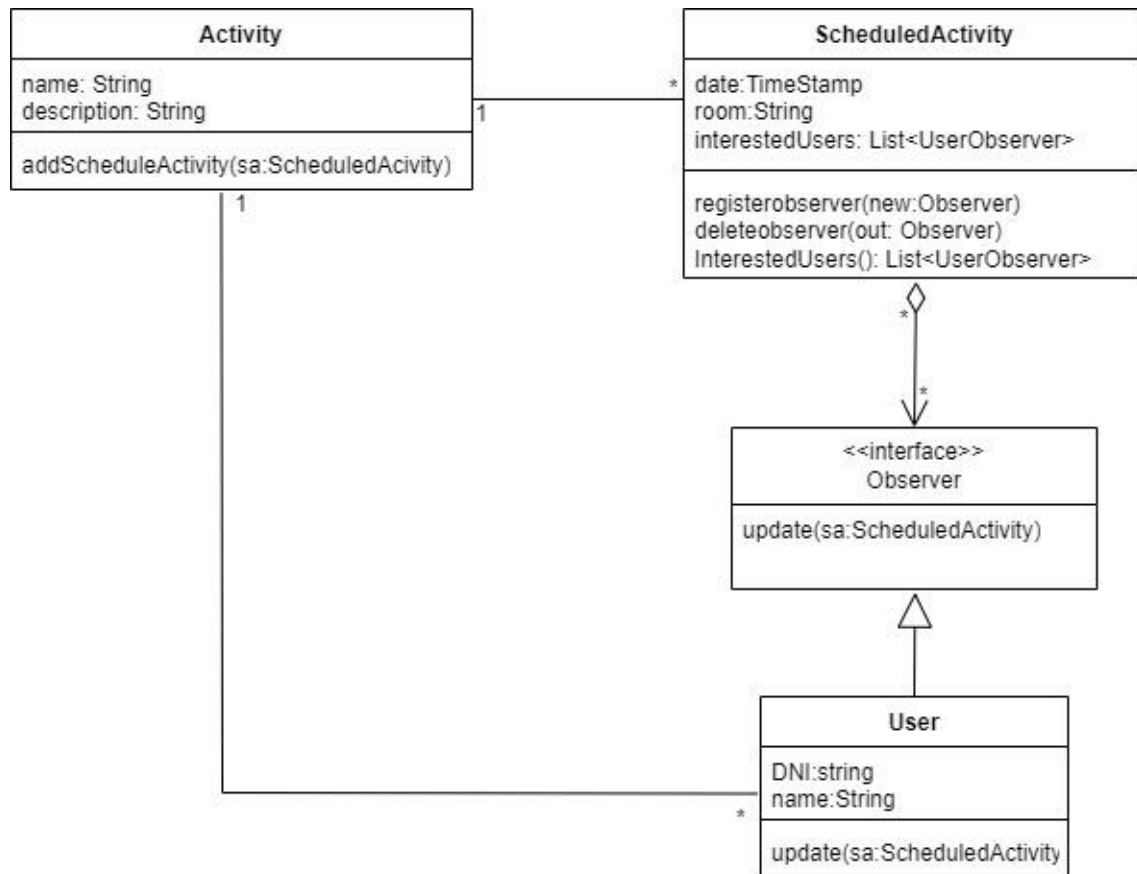 Activity
name: String
description: String
addScheduleActivity(sa:ScheduledAcivity)
1
*
ScheduledActivity
date:TimeStamp
room:String
interestedUsers: List<UserObserver>
registerobserver(new:Observer)
deleteobserver(out: Observer)
InterestedUsers(): List<UserObserver>
1
*
*
<<interface>>
Observer
update(sa:ScheduledActivity)
User
DNI:string
name:String
*
update(sa:ScheduledActivity